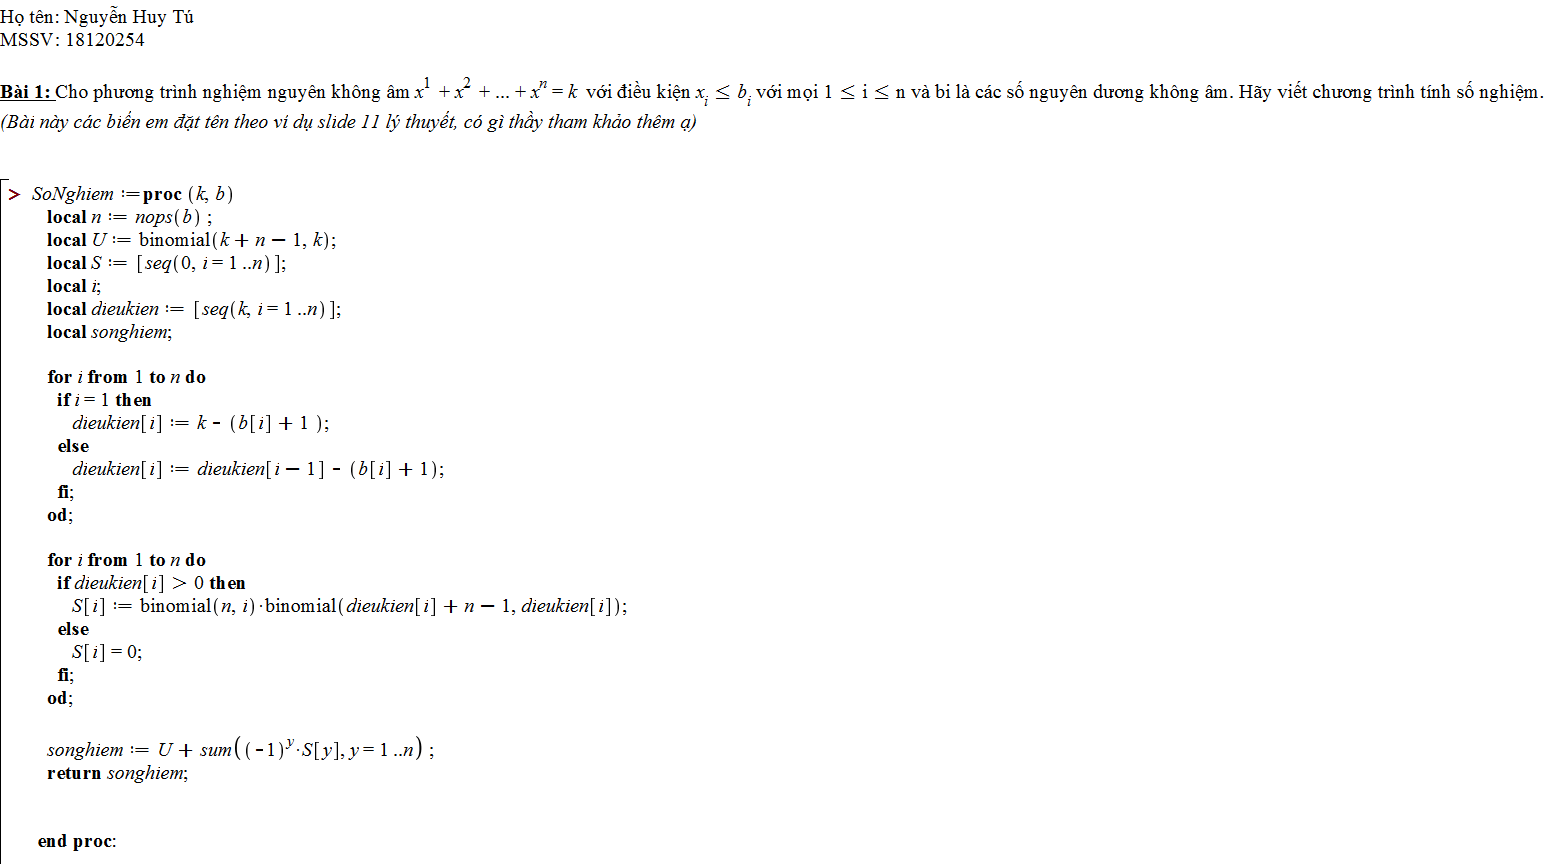 Họ tên: Nguyễn Huy Tú
MSSV: 18120254
Bài 1: Cho phương trình nghiệm nguyên không âm x^1 + x^2 + ... + x^n = k với điều kiện x_i ≤ b_i với mọi 1 ≤ i ≤ n và bi là các số nguyên dương không âm. Hãy viết chương trình tính số nghiệm.
(Bài này các biến em đặt tên theo ví dụ slide 11 lý thuyết, có gì thầy tham khảo thêm ạ)
> SoNghiem := proc (k, b)
local n := nops(b) ;
local U := binomial(k + n − 1, k);
local S := [seq(0, i = 1 ..n)];
local i;
local dieukien := [seq(k, i = 1 ..n)];
local songhiem;
for i from 1 to n do
if i = 1 then
dieukien[i] := k - (b[i] + 1 );
else
dieukien[i] := dieukien[i − 1] - (b[i] + 1);
fi;
od;
for i from 1 to n do
if dieukien[i] > 0 then
S[i] := binomial(n, i)·binomial(dieukien[i] + n − 1, dieukien[i]);
else
S[i] = 0;
fi;
od;
songhiem := U + sum((-1)^y·S[y], y = 1 ..n) ;
return songhiem;
end proc: